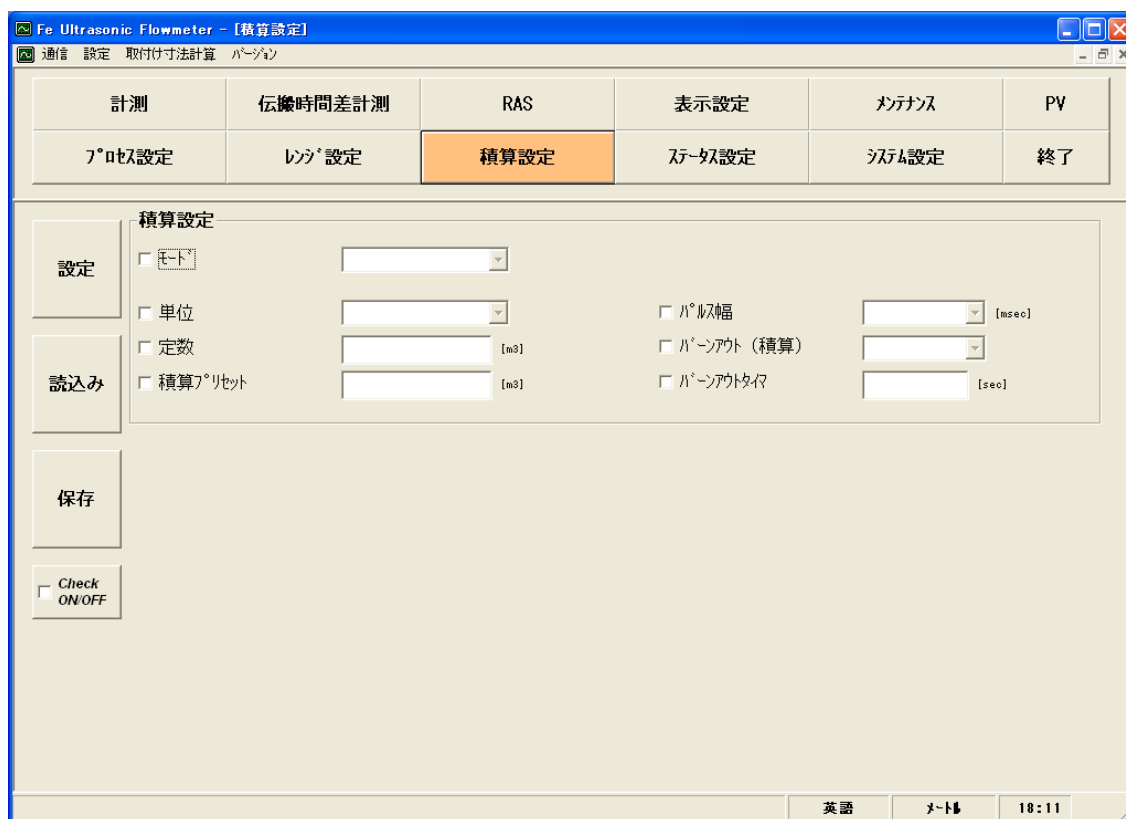 Fe Ultrasonic Flowmeter - [積算設定]
通信 設定 取付け寸法計算 バージョン
計測 伝搬時間差計測 RAS 表示設定 メンテナンス PV
プロセス設定 レンジ設定 積算設定 ステータス設定 システム設定 終了
積算設定
設定
モード
単位 パルス幅 [msec]
読込み
定数 [m3] バーンアウト (積算)
積算プリセット [m3] バーンアウトタイマ [sec]
保存
Check
ON/OFF
英語 メートル 18:11